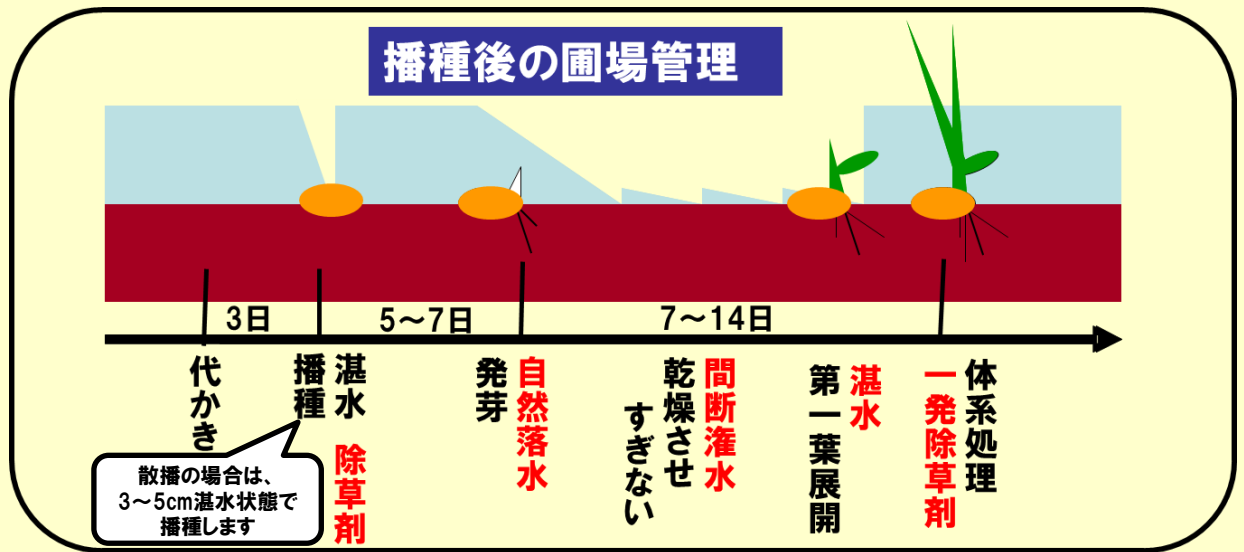 播種後の圃場管理
3日
5～7日
7～14日
代かき
播種
湛水 除草剤
散播の場合は、
3～5cm湛水状態で
播種します
発芽
自然落水
間断潅水
乾燥させ
すぎない
第一葉展開
湛水
体系処理
一発除草剤